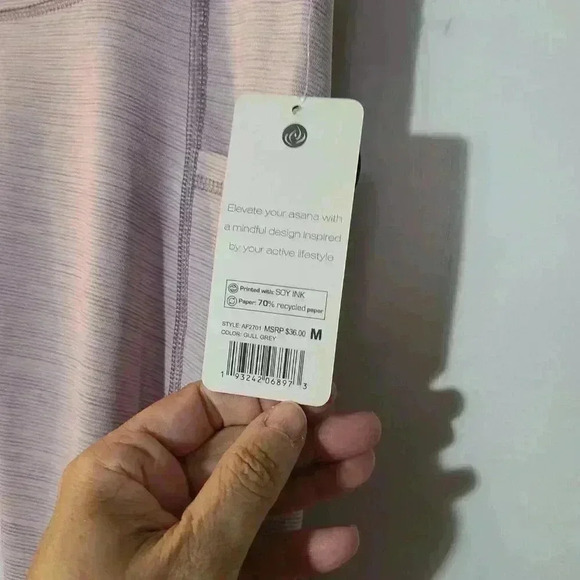 Elevate your asana with
a mindful design inspired
by your active lifestyle
Printed with: SOY INK
Paper: 70% recycled paper
STYLE: AF2701 MSRP $36.00 M
COLOR: GULL GREY
1 93242 06897 3